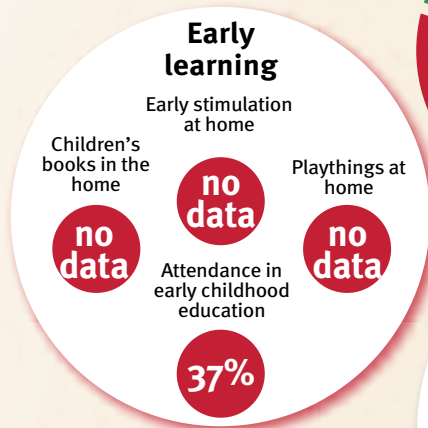 Early
learning
Early stimulation
at home
no
data
Children’s
books in the
home
no
data
Playthings at
home
no
data
Attendance in
early childhood
education
37%